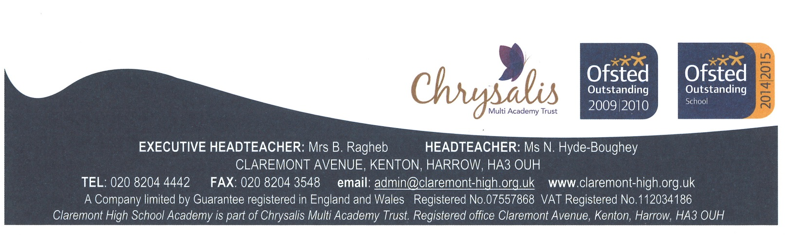 Chrysalis
Multi Academy Trust
Ofsted
Outstanding
2009|2010
Ofsted
Outstanding
School
2014|2015
EXECUTIVE HEADTEACHER: Mrs B. Ragheb HEADTEACHER: Ms N. Hyde-Boughey
CLAREMONT AVENUE, KENTON, HARROW, HA3 OUH
TEL: 020 8204 4442 FAX: 020 8204 3548 email: admin@claremont-high.org.uk www.claremont-high.org.uk
A Company limited by Guarantee registered in England and Wales Registered No.07557868 VAT Registered No.112034186
Claremont High School Academy is part of Chrysalis Multi Academy Trust. Registered office Claremont Avenue, Kenton, Harrow, HA3 OUH